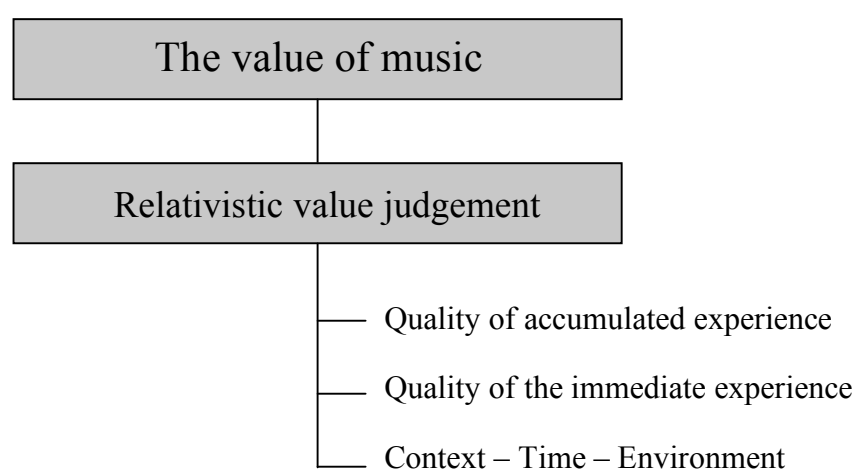 The value of music
Relativistic value judgement
Quality of accumulated experience
Quality of the immediate experience
Context – Time – Environment